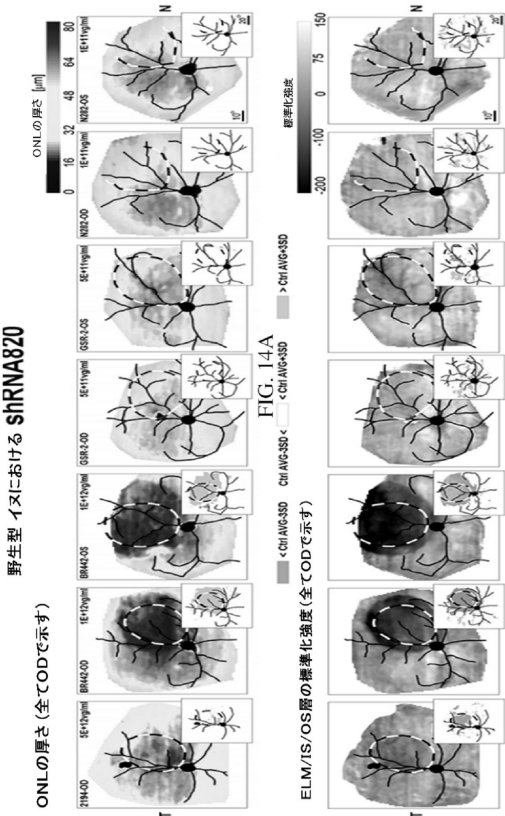 野生型 イヌにおける shRNA820
ONLの厚さ (全てODで示す)
ONLの厚さ [μm]
0 16 32 48 64 80
2194-OD 5E+12vg/ml
BR442-OD 1E+12vg/ml
BR442-OS 1E+12vg/ml
GSR-2-OD 5E+11vg/ml
GSR-2-OS 5E+11vg/ml
N282-OD 1E+11vg/ml
N282-OS 1E+11vg/ml
T
N
10°
20°
< Ctrl AVG-3SD
Ctrl AVG-3SD < < Ctrl AVG+3SD
> Ctrl AVG+3SD
FIG. 14A
ELM/IS/OS層の標準化強度(全てODで示す)
標準化強度
-200 -100 0 75 150
T
N
10°
20°